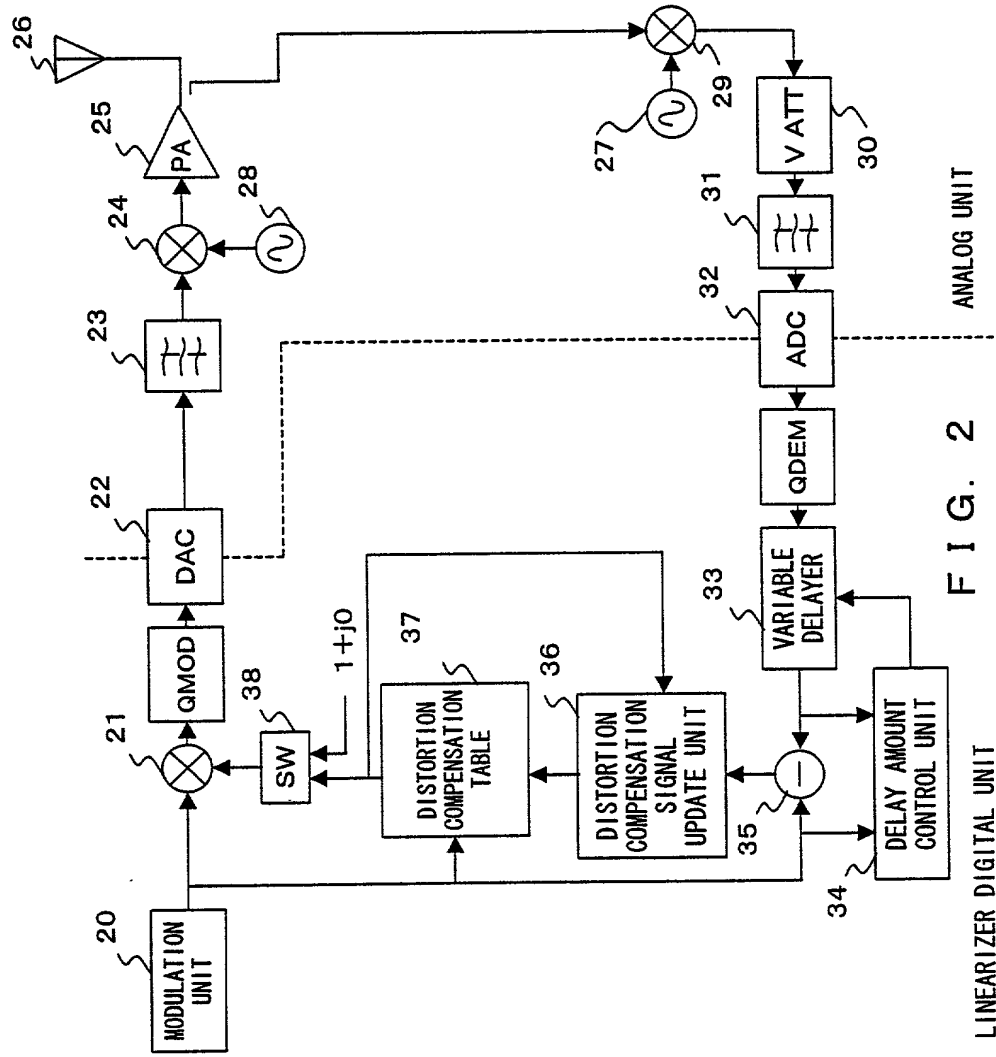 20
MODULATION
UNIT
21
QMOD
22
DAC
23
24
28
25
PA
26
38
SW
1+j0
37
DISTORTION
COMPENSATION
TABLE
36
DISTORTION
COMPENSATION
SIGNAL
UPDATE UNIT
27
29
V ATT
30
31
32
ADC
QDEM
33
VARIABLE
DELAYER
35
−
34
DELAY AMOUNT
CONTROL UNIT
LINEARIZER DIGITAL UNIT
ANALOG UNIT
F I G. 2